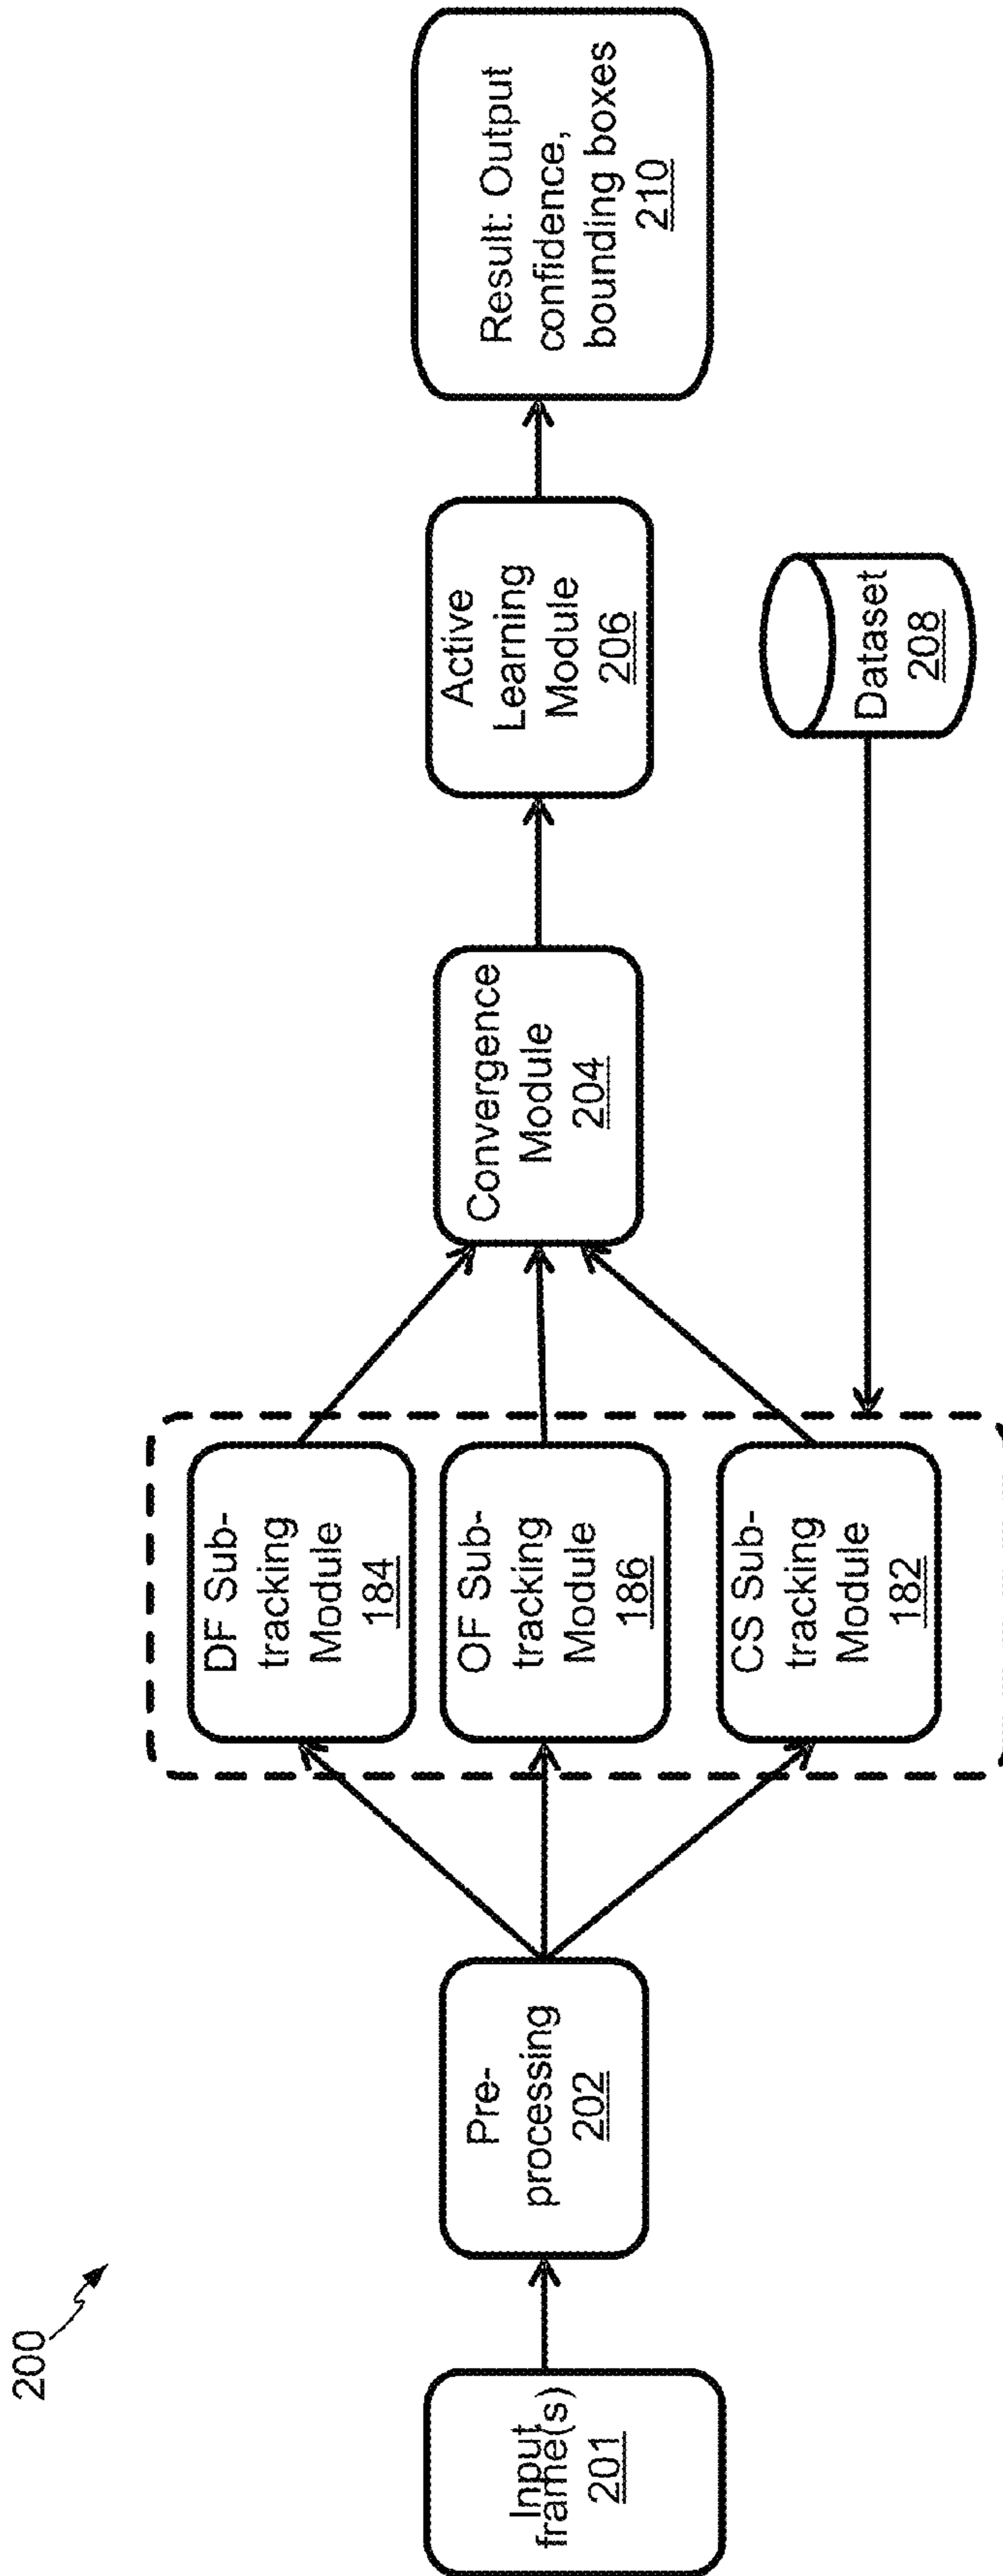 200
Input
frame(s)
201
Pre-
processing
202
DF Sub-
tracking
Module
184
OF Sub-
tracking
Module
186
CS Sub-
tracking
Module
182
Convergence
Module
204
Active
Learning
Module
206
Dataset
208
Result: Output
confidence,
bounding boxes
210